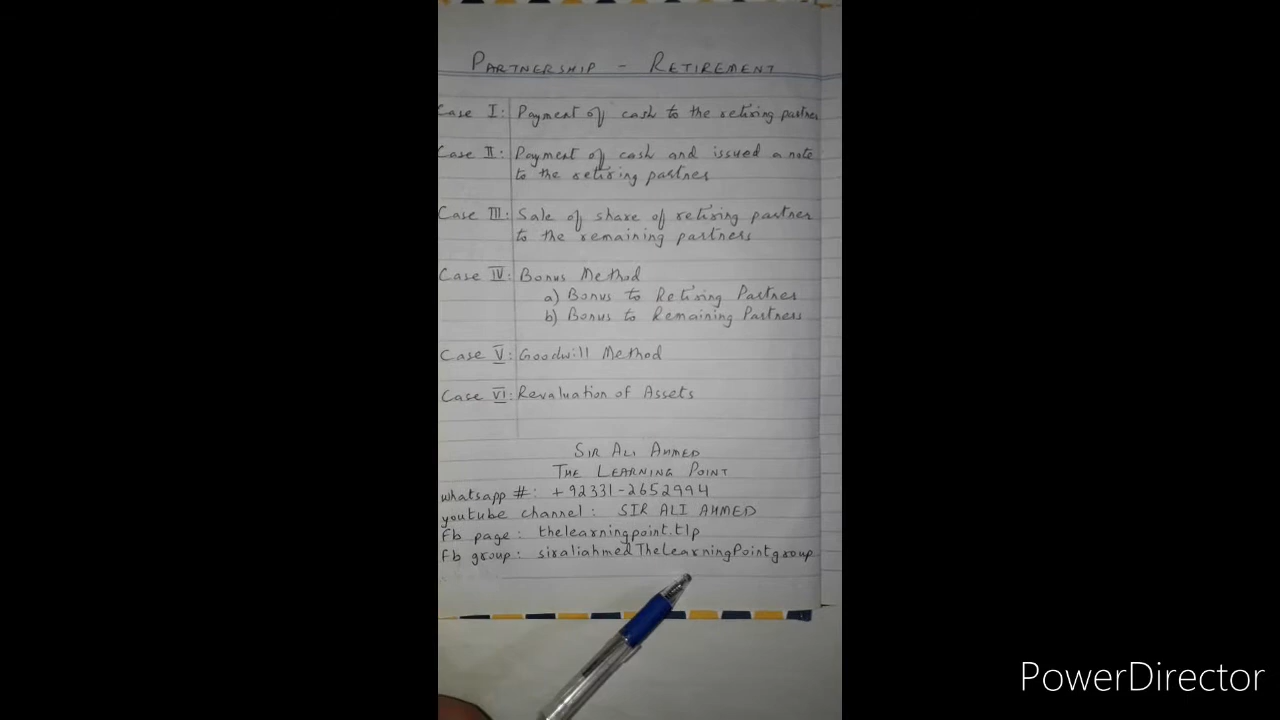 PARTNERSHIP - RETIREMENT
Case I: Payment of cash to the retiring partner
Case II: Payment of cash and issued a note
to the retiring partner
Case III: Sale of share of retiring partner
to the remaining partners
Case IV: Bonus Method
a) Bonus to Retiring Partner
b) Bonus to Remaining Partners
Case V: Goodwill Method
Case VI: Revaluation of Assets
SIR ALI AHMED
THE LEARNING POINT
whatsapp #: +92331-2652994
youtube channel: SIR ALI AHMED
Fb page: thelearningpoint.tlp
Fb group: siraliahmedTheLearningPointgroup
PowerDirector